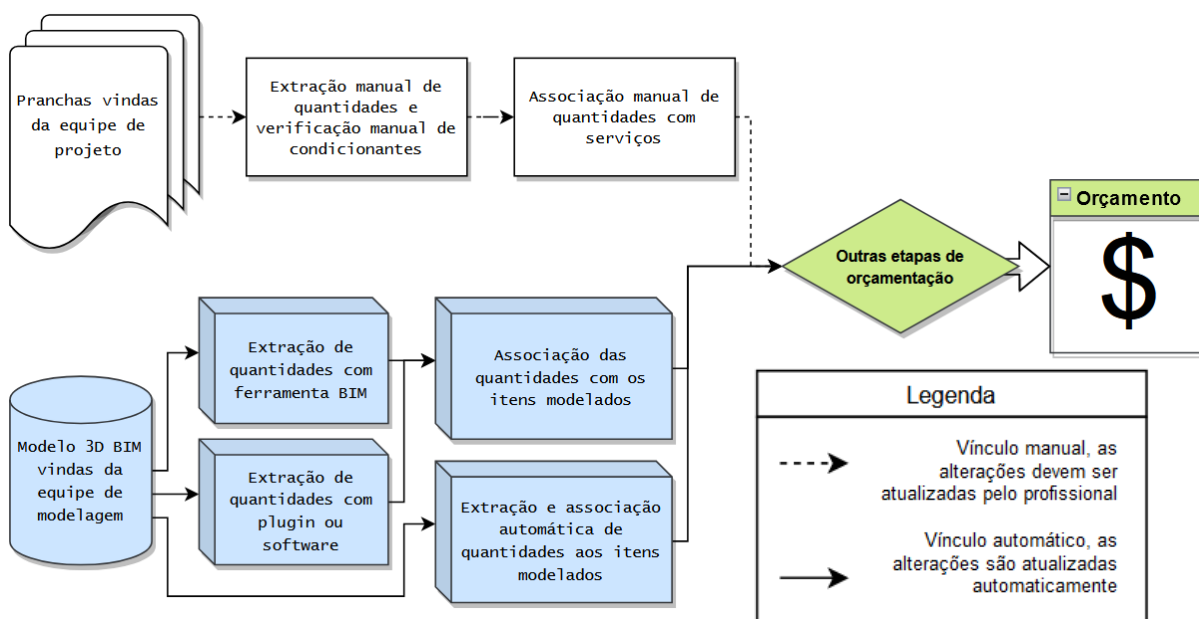 Pranchas vindas
da equipe de
projeto
Extração manual de
quantidades e
verificação manual de
condicionantes
Associação manual de
quantidades com
serviços
Orçamento
$
Outras etapas de
orçamentação
Extração de
quantidades com
ferramenta BIM
Associação das
quantidades com os
itens modelados
Modelo 3D BIM
vindas da
equipe de
modelagem
Extração de
quantidades com
plugin ou
software
Extração e associação
automática de
quantidades aos itens
modelados
Legenda
Vínculo manual, as
alterações devem ser
atualizadas pelo profissional
Vínculo automático, as
alterações são atualizadas
automaticamente